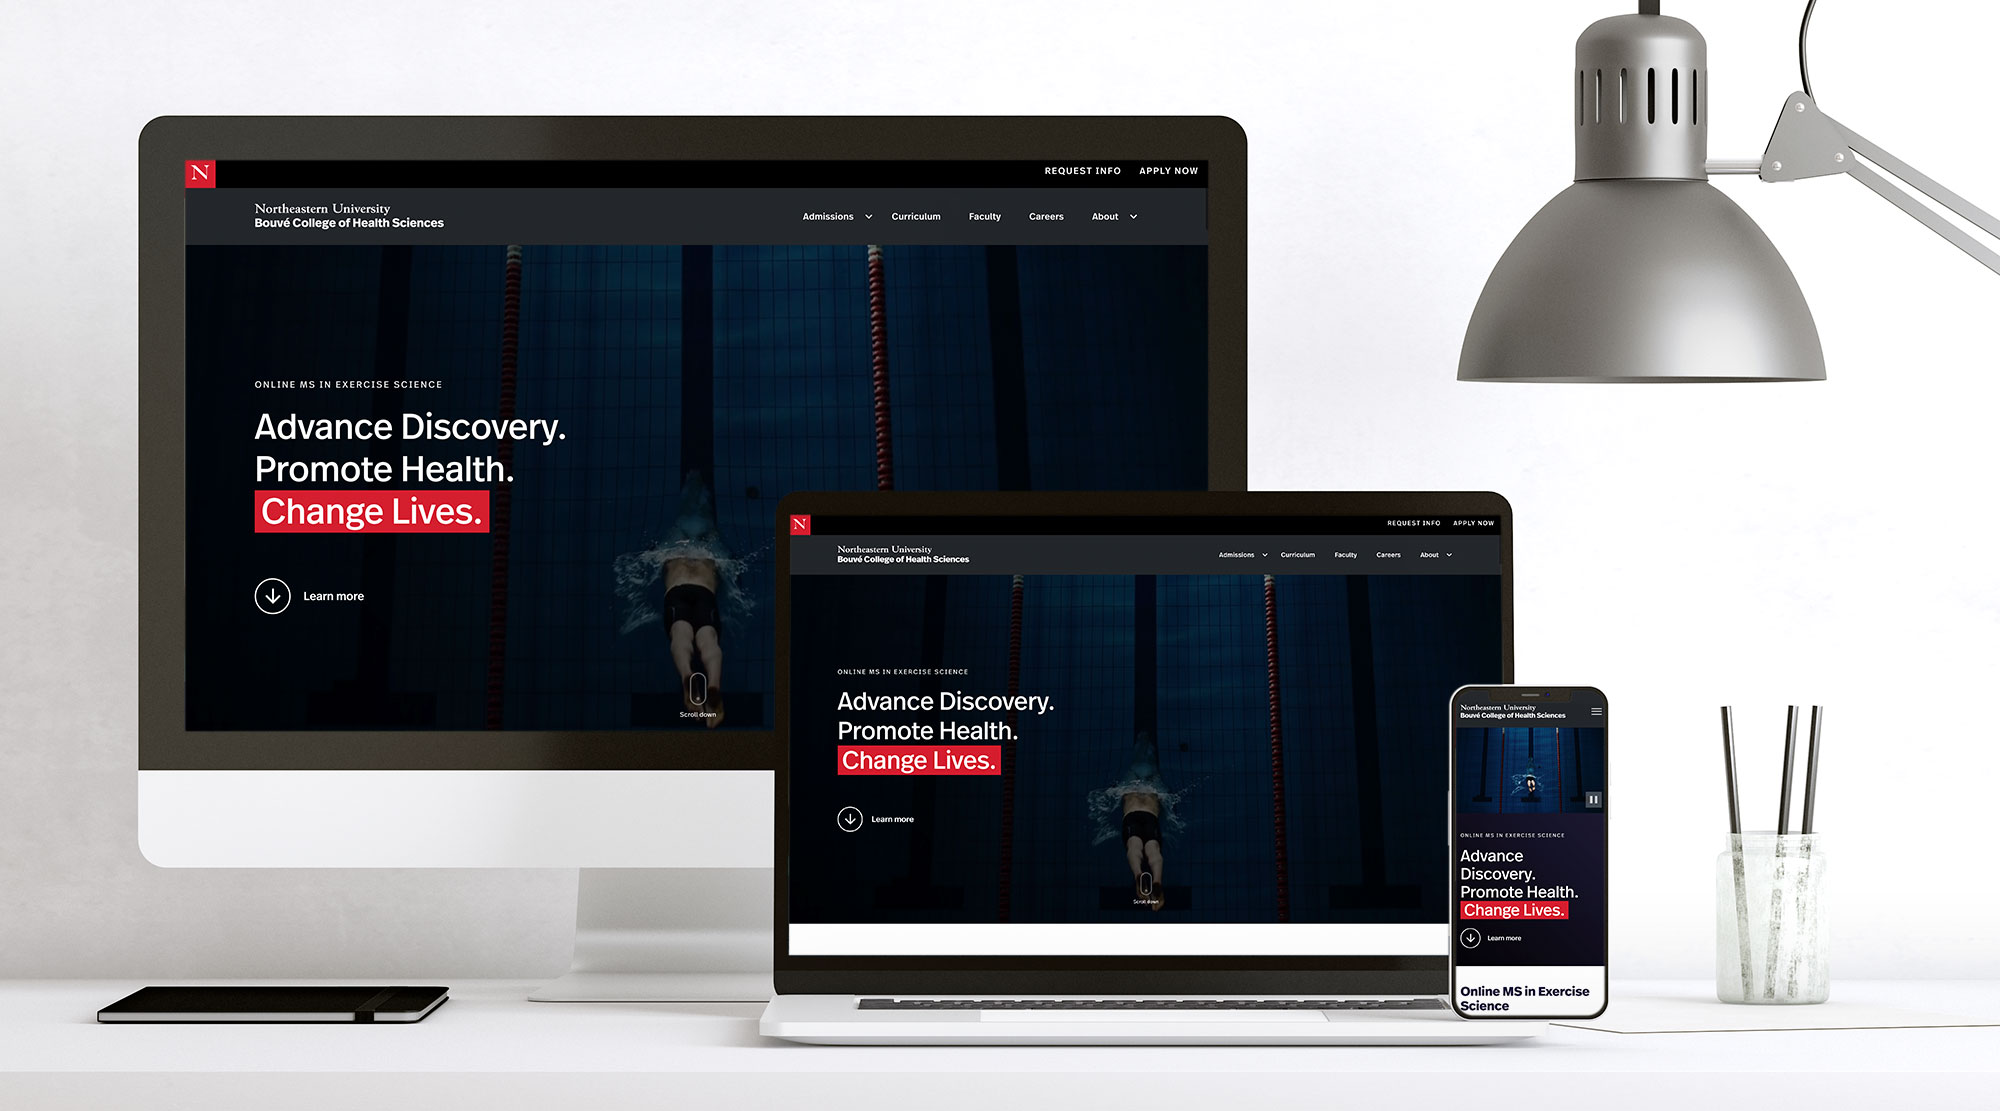 N
REQUEST INFO APPLY NOW
Northeastern University
Bouvé College of Health Sciences
Admissions Curriculum Faculty Careers About
ONLINE MS IN EXERCISE SCIENCE
Advance Discovery.
Promote Health.
Change Lives.
Learn more
Scroll down
N
REQUEST INFO APPLY NOW
Northeastern University
Bouvé College of Health Sciences
Admissions Curriculum Faculty Careers About
ONLINE MS IN EXERCISE SCIENCE
Advance Discovery.
Promote Health.
Change Lives.
Learn more
Scroll down
Northeastern University
Bouvé College of Health Sciences
ONLINE MS IN EXERCISE SCIENCE
Advance
Discovery.
Promote Health.
Change Lives.
Learn more
Online MS in Exercise
Science